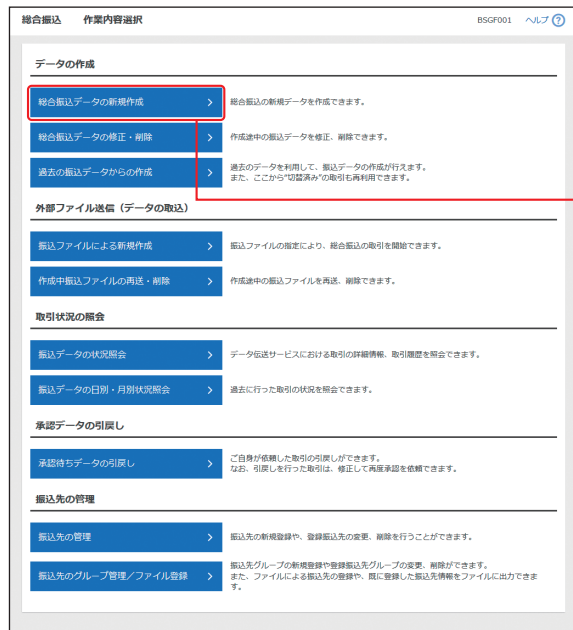 総合振込 作業内容選択 BSGF001 ヘルプ ?
データの作成
総合振込データの新規作成 > 総合振込の新規データを作成できます。
総合振込データの修正・削除 > 作成途中の振込データを修正、削除できます。
過去の振込データからの作成 > 過去のデータを利用して、振込データの作成が行えます。
また、ここから"切替済み"の取引も再利用できます。
外部ファイル送信(データの取込)
振込ファイルによる新規作成 > 振込ファイルの指定により、総合振込の取引を開始できます。
作成中振込ファイルの再送・削除 > 作成途中の振込ファイルを再送、削除できます。
取引状況の照会
振込データの状況照会 > データ伝送サービスにおける取引の詳細情報、取引履歴を照会できます。
振込データの日別・月別状況照会 > 過去に行った取引の状況を照会できます。
承認データの引戻し
承認待ちデータの引戻し > ご自身が依頼した取引の引戻しができます。
なお、引戻しを行った取引は、修正して再度承認を依頼できます。
振込先の管理
振込先の管理 > 振込先の新規登録や、登録振込先の変更、削除を行うことができます。
振込先のグループ管理/ファイル登録 > 振込先グループの新規登録や登録振込先グループの変更、削除ができます。
また、ファイルによる振込先の登録や、既に登録した振込先情報をファイルに出力できま
す。